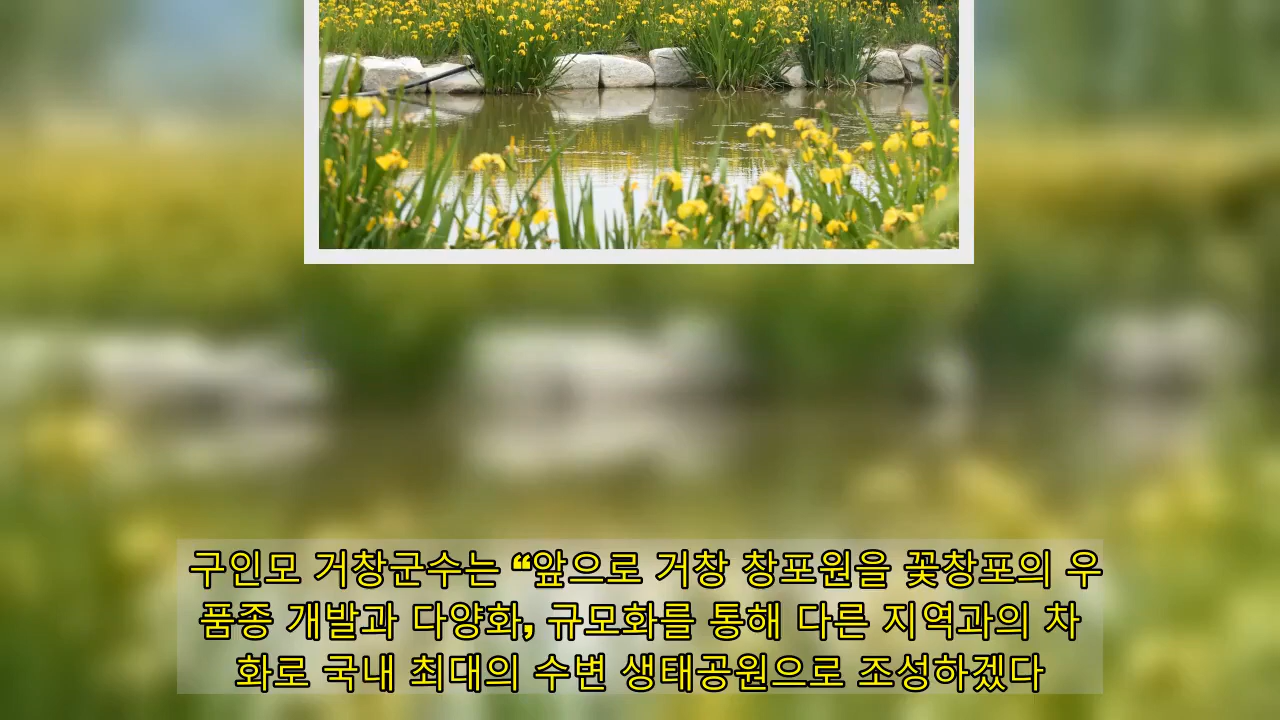 구인모 거창군수는 “앞으로 거창 창포원을 꽃창포의 우
품종 개발과 다양화, 규모화를 통해 다른 지역과의 차
화로 국내 최대의 수변 생태공원으로 조성하겠다